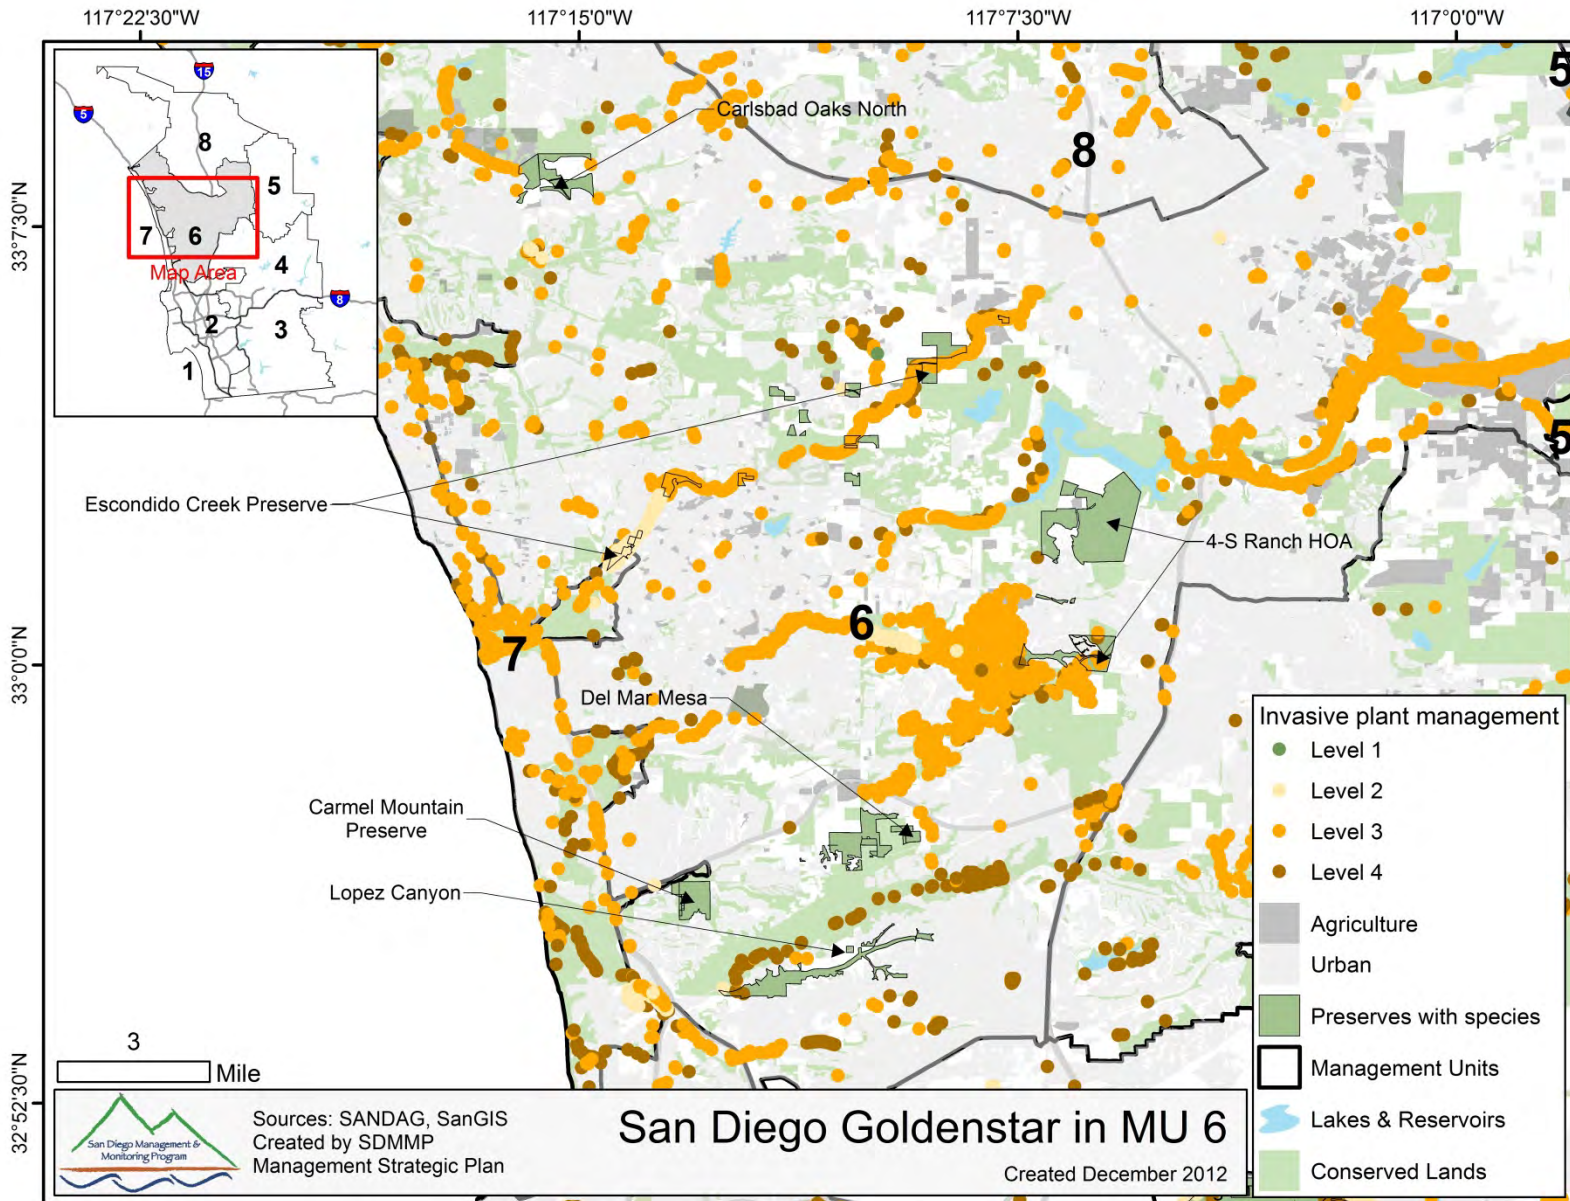 117°22'30"W
117°15'0"W
117°7'30"W
117°0'0"W
33°7'30"N
33°0'0"N
32°52'30"N
15
5
8
5
7
6
4
Map Area
8
2
3
1
Carlsbad Oaks North
8
5
5
Escondido Creek Preserve
4-S Ranch HOA
6
7
Del Mar Mesa
Carmel Mountain
Preserve
Lopez Canyon
3
Mile
Invasive plant management
Level 1
Level 2
Level 3
Level 4
Agriculture
Urban
Preserves with species
Management Units
Lakes & Reservoirs
Conserved Lands
San Diego Management &
Monitoring Program
Sources: SANDAG, SanGIS
Created by SDMMP
Management Strategic Plan
San Diego Goldenstar in MU 6
Created December 2012